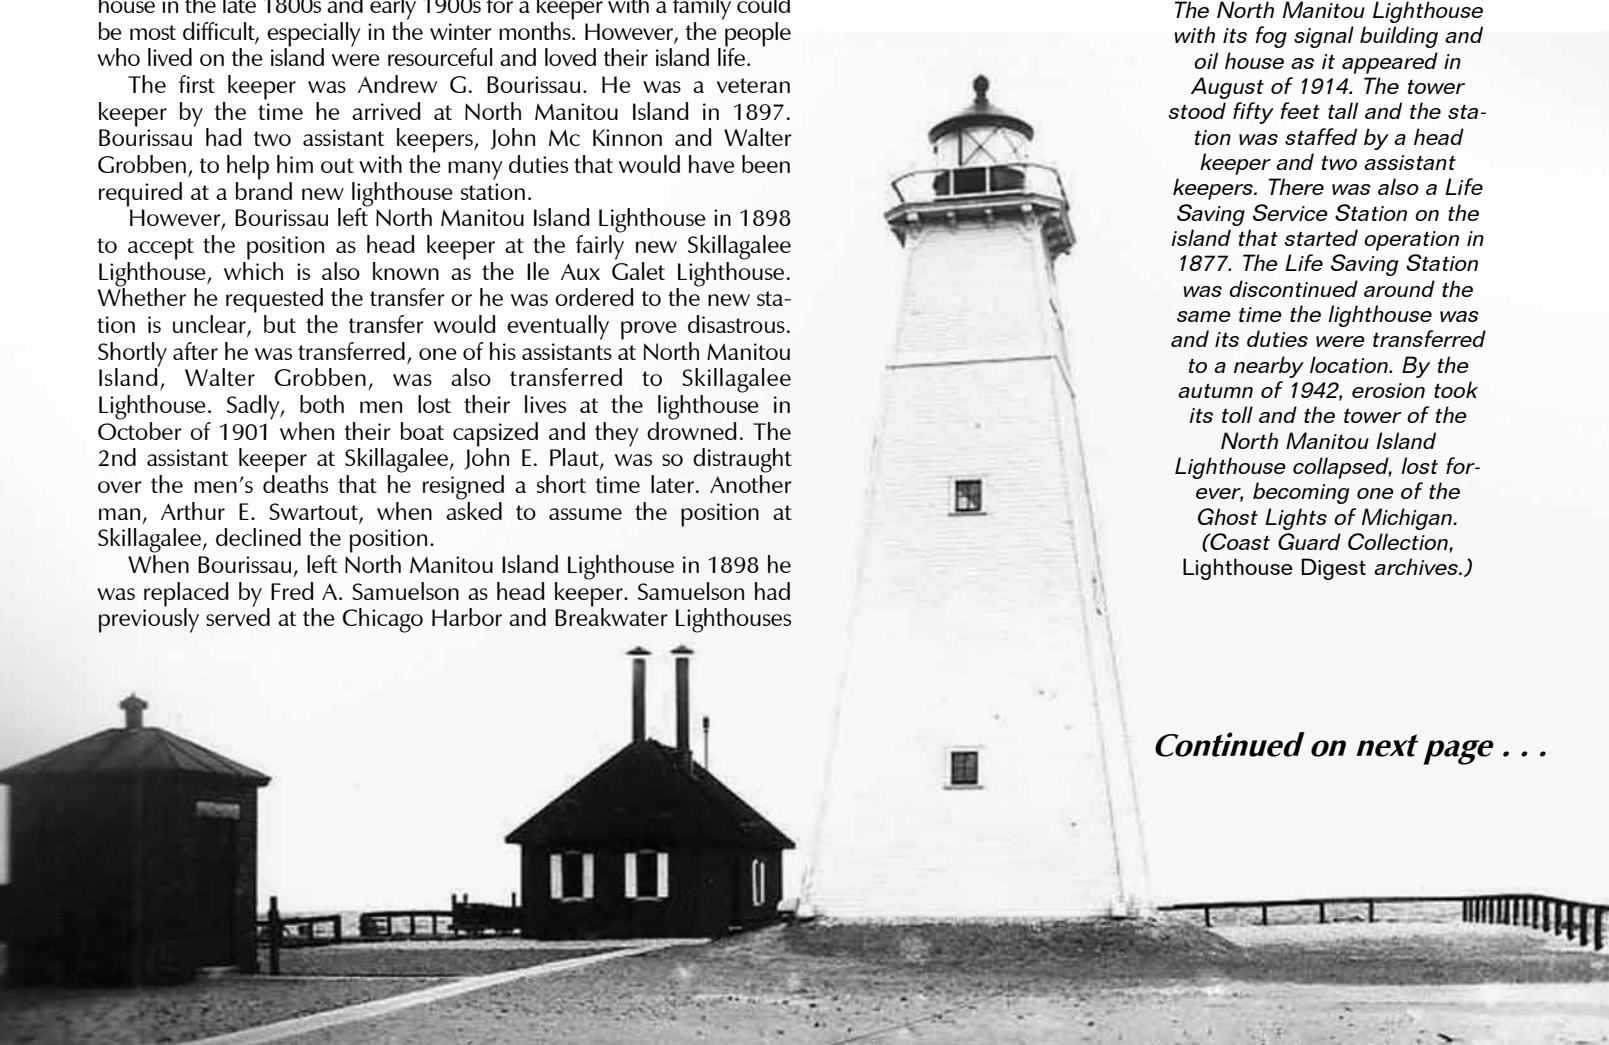 house in the late 1800s and early 1900s for a keeper with a family could
be most difficult, especially in the winter months. However, the people
who lived on the island were resourceful and loved their island life.
The first keeper was Andrew G. Bourissau. He was a veteran
keeper by the time he arrived at North Manitou Island in 1897.
Bourissau had two assistant keepers, John Mc Kinnon and Walter
Grobben, to help him out with the many duties that would have been
required at a brand new lighthouse station.
However, Bourissau left North Manitou Island Lighthouse in 1898
to accept the position as head keeper at the fairly new Skillagalee
Lighthouse, which is also known as the Ile Aux Galet Lighthouse.
Whether he requested the transfer or he was ordered to the new sta-
tion is unclear, but the transfer would eventually prove disastrous.
Shortly after he was transferred, one of his assistants at North Manitou
Island, Walter Grobben, was also transferred to Skillagalee
Lighthouse. Sadly, both men lost their lives at the lighthouse in
October of 1901 when their boat capsized and they drowned. The
2nd assistant keeper at Skillagalee, John E. Plaut, was so distraught
over the men's deaths that he resigned a short time later. Another
man, Arthur E. Swartout, when asked to assume the position at
Skillagalee, declined the position.
When Bourissau, left North Manitou Island Lighthouse in 1898 he
was replaced by Fred A. Samuelson as head keeper. Samuelson had
previously served at the Chicago Harbor and Breakwater Lighthouses
The North Manitou Lighthouse
with its fog signal building and
oil house as it appeared in
August of 1914. The tower
stood fifty feet tall and the sta-
tion was staffed by a head
keeper and two assistant
keepers. There was also a Life
Saving Service Station on the
island that started operation in
1877. The Life Saving Station
was discontinued around the
same time the lighthouse was
and its duties were transferred
to a nearby location. By the
autumn of 1942, erosion took
its toll and the tower of the
North Manitou Island
Lighthouse collapsed, lost for-
ever, becoming one of the
Ghost Lights of Michigan.
(Coast Guard Collection,
Lighthouse Digest archives.)
Continued on next page . . .